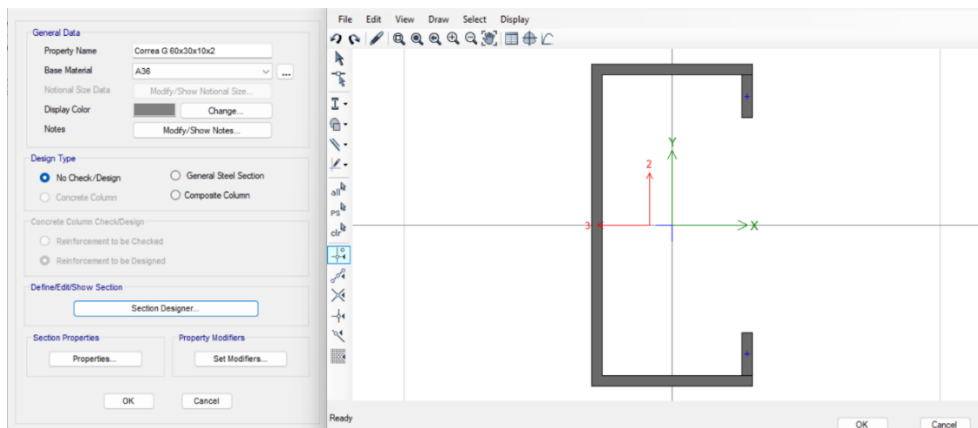 General Data
Property Name Correa G 60x30x10x2
Base Material A36 ...
Notional Size Data Modify/Show Notional Size...
Display Color Change...
Notes Modify/Show Notes...
Design Type
No Check/Design General Steel Section
Concrete Column Composite Column
Concrete Column Check/Design
Reinforcement to be Checked
Reinforcement to be Designed
Define/Edit/Show Section
Section Designer...
Section Properties Property Modifiers
Properties... Set Modifiers...
OK Cancel
File Edit View Draw Select Display
all
PS
clr
Y
2
3 X
Ready
OK Cancel